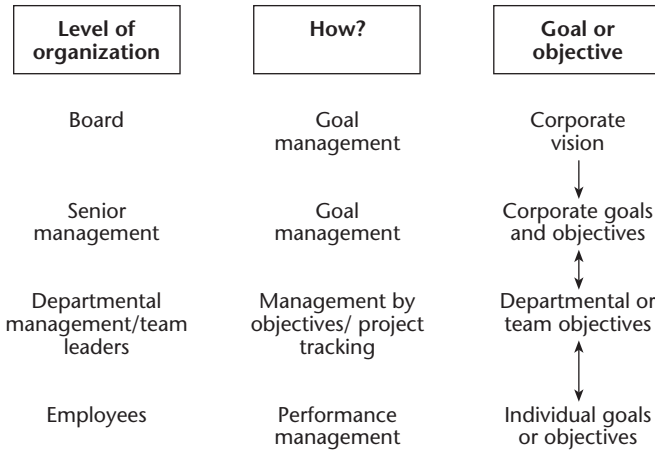 Level of
organization
How?
Goal or
objective
Board
Goal
management
Corporate
vision
Senior
management
Goal
management
Corporate goals
and objectives
Departmental
management/team
leaders
Management by
objectives/ project
tracking
Departmental or
team objectives
Employees
Performance
management
Individual goals
or objectives